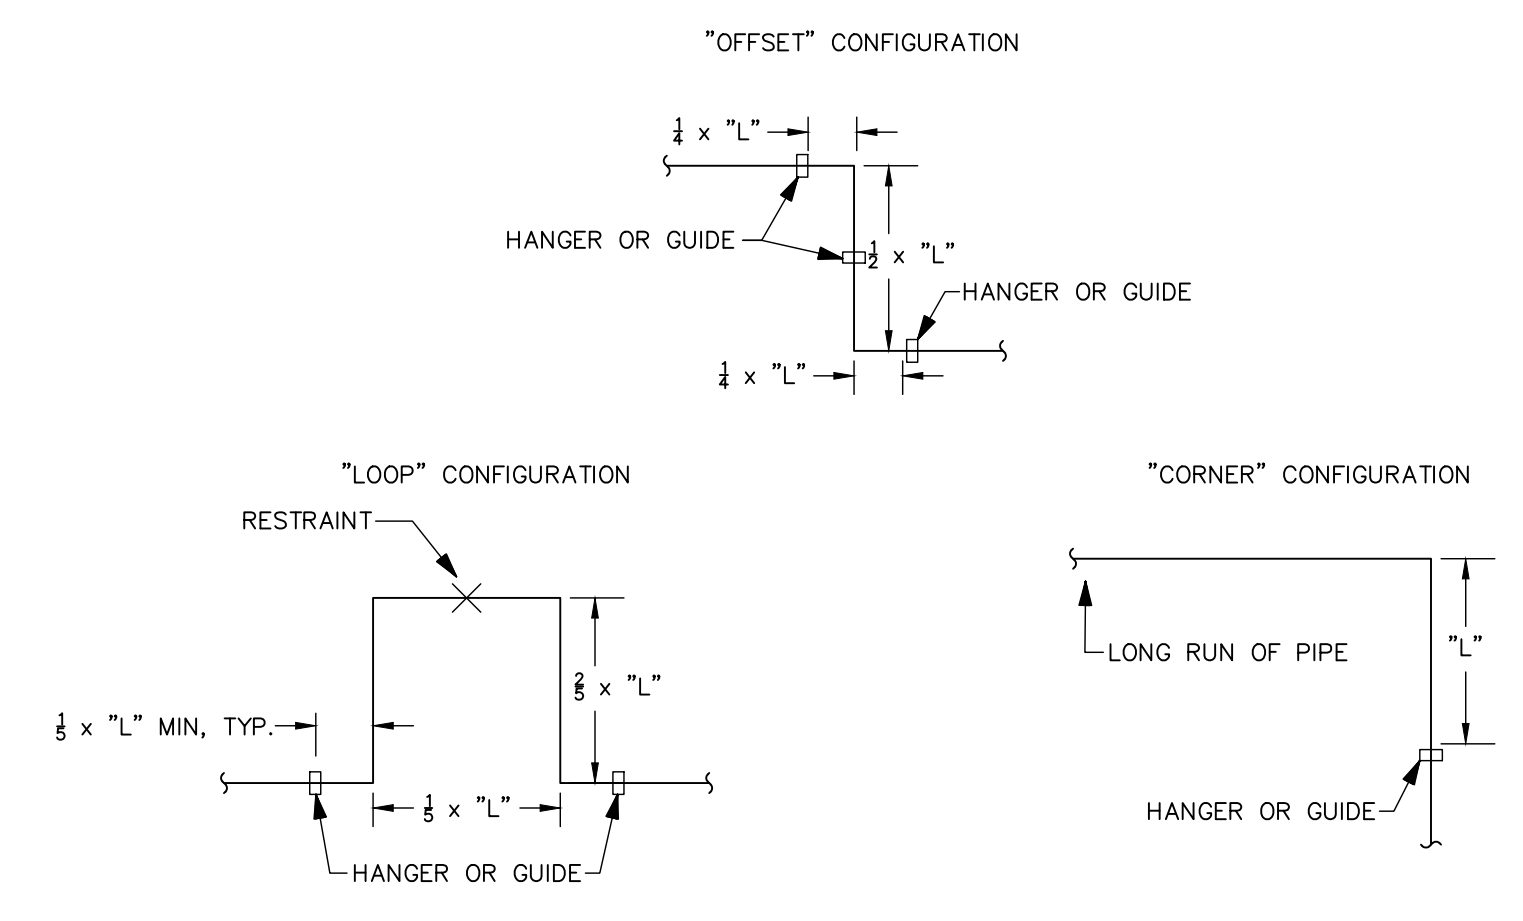 ”OFFSET” CONFIGURATION
1/4 x ”L”
HANGER OR GUIDE
1/2 x ”L”
HANGER OR GUIDE
1/4 x ”L”
”LOOP” CONFIGURATION
RESTRAINT
2/5 x ”L”
1/5 x ”L” MIN, TYP.
1/5 x ”L”
HANGER OR GUIDE
”CORNER” CONFIGURATION
LONG RUN OF PIPE
”L”
HANGER OR GUIDE